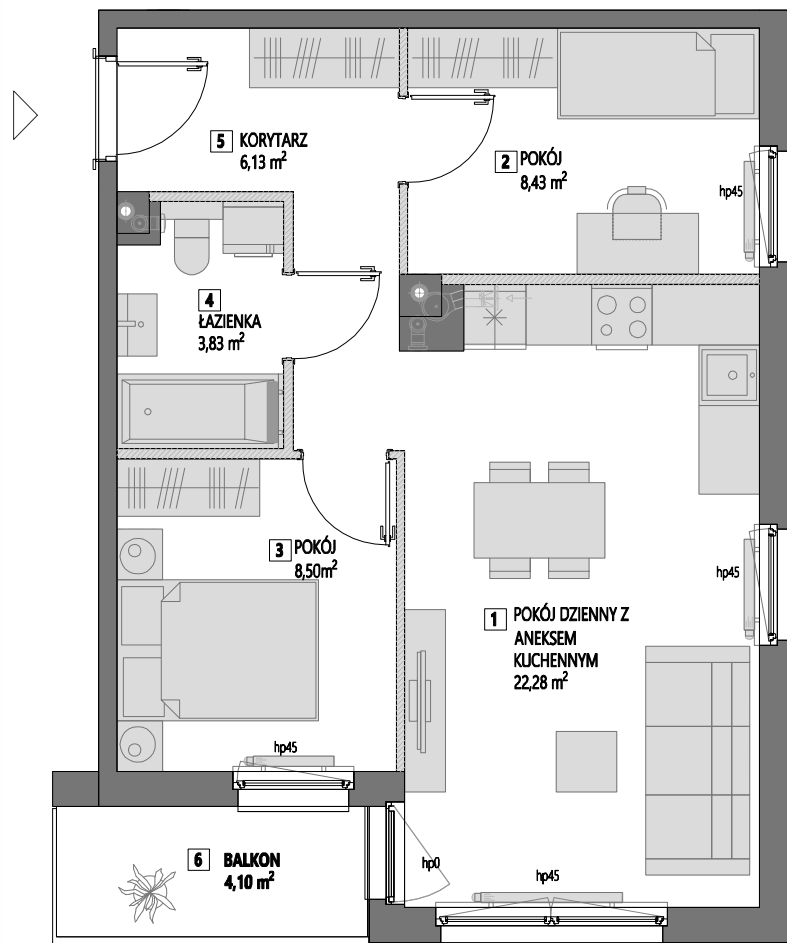 5 KORYTARZ
6,13 m²
2 POKÓJ
8,43 m²
hp45
4
ŁAZIENKA
3,83 m²
3 POKÓJ
8,50m²
hp45
1 POKÓJ DZIENNY Z
ANEKSEM
KUCHENNYM
22,28 m²
hp45
6 BALKON
4,10 m²
hp0
hp45